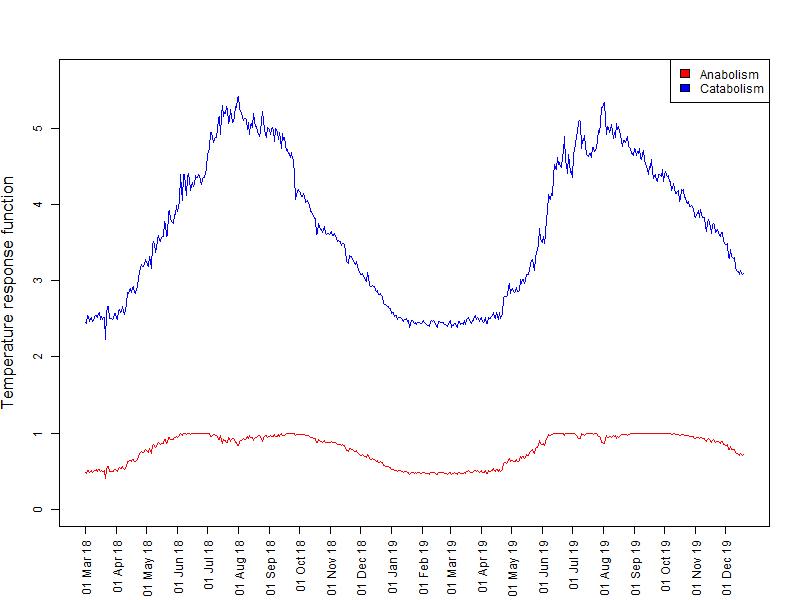 Anabolism
Catabolism
Temperature response function
5
4
3
2
1
0
01 Mar 18
01 Apr 18
01 May 18
01 Jun 18
01 Jul 18
01 Aug 18
01 Sep 18
01 Oct 18
01 Nov 18
01 Dec 18
01 Jan 19
01 Feb 19
01 Mar 19
01 Apr 19
01 May 19
01 Jun 19
01 Jul 19
01 Aug 19
01 Sep 19
01 Oct 19
01 Nov 19
01 Dec 19